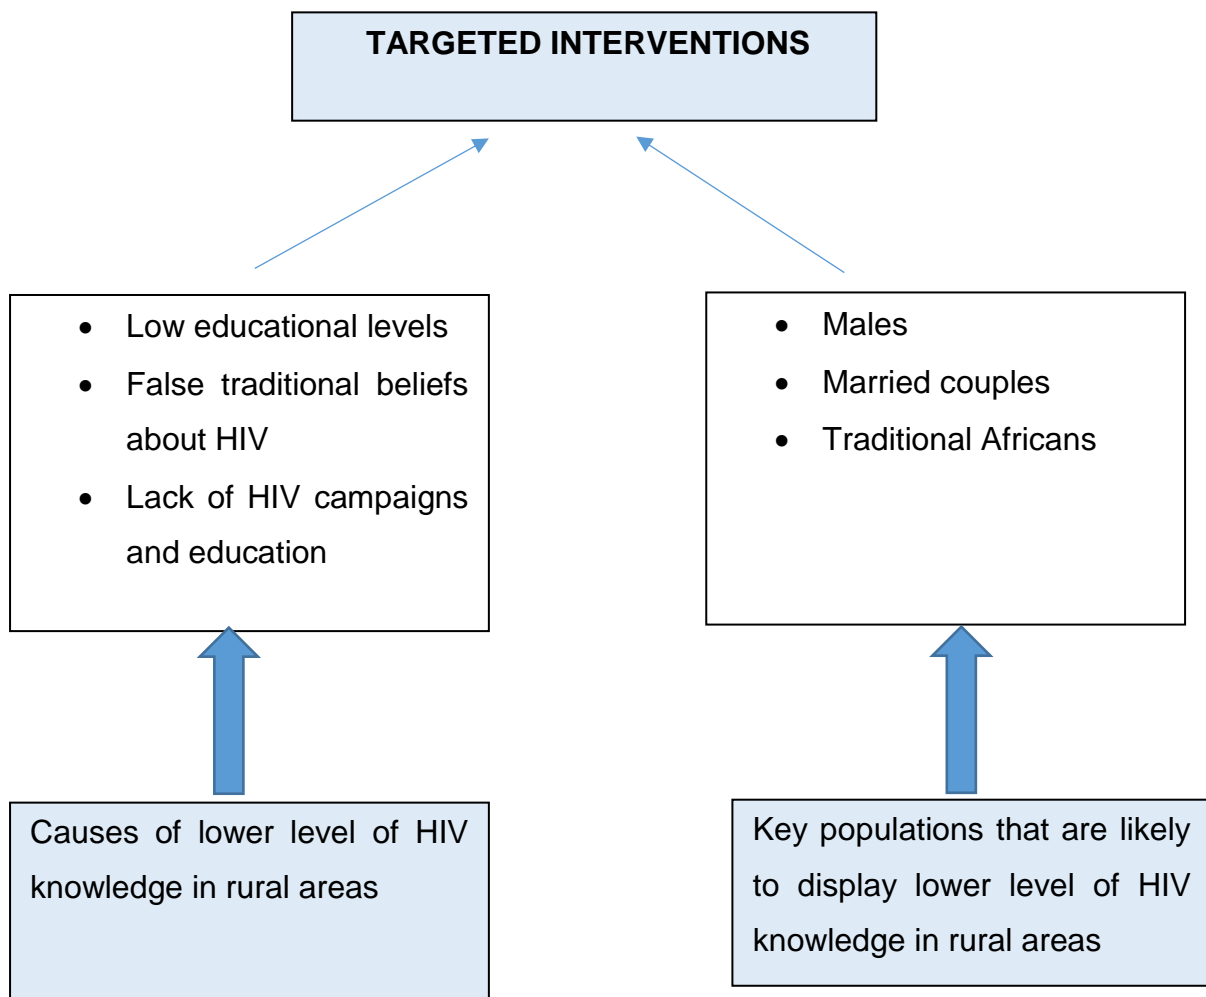 TARGETED INTERVENTIONS
• Low educational levels
• False traditional beliefs
about HIV
• Lack of HIV campaigns
and education
• Males
• Married couples
• Traditional Africans
Causes of lower level of HIV
knowledge in rural areas
Key populations that are likely
to display lower level of HIV
knowledge in rural areas